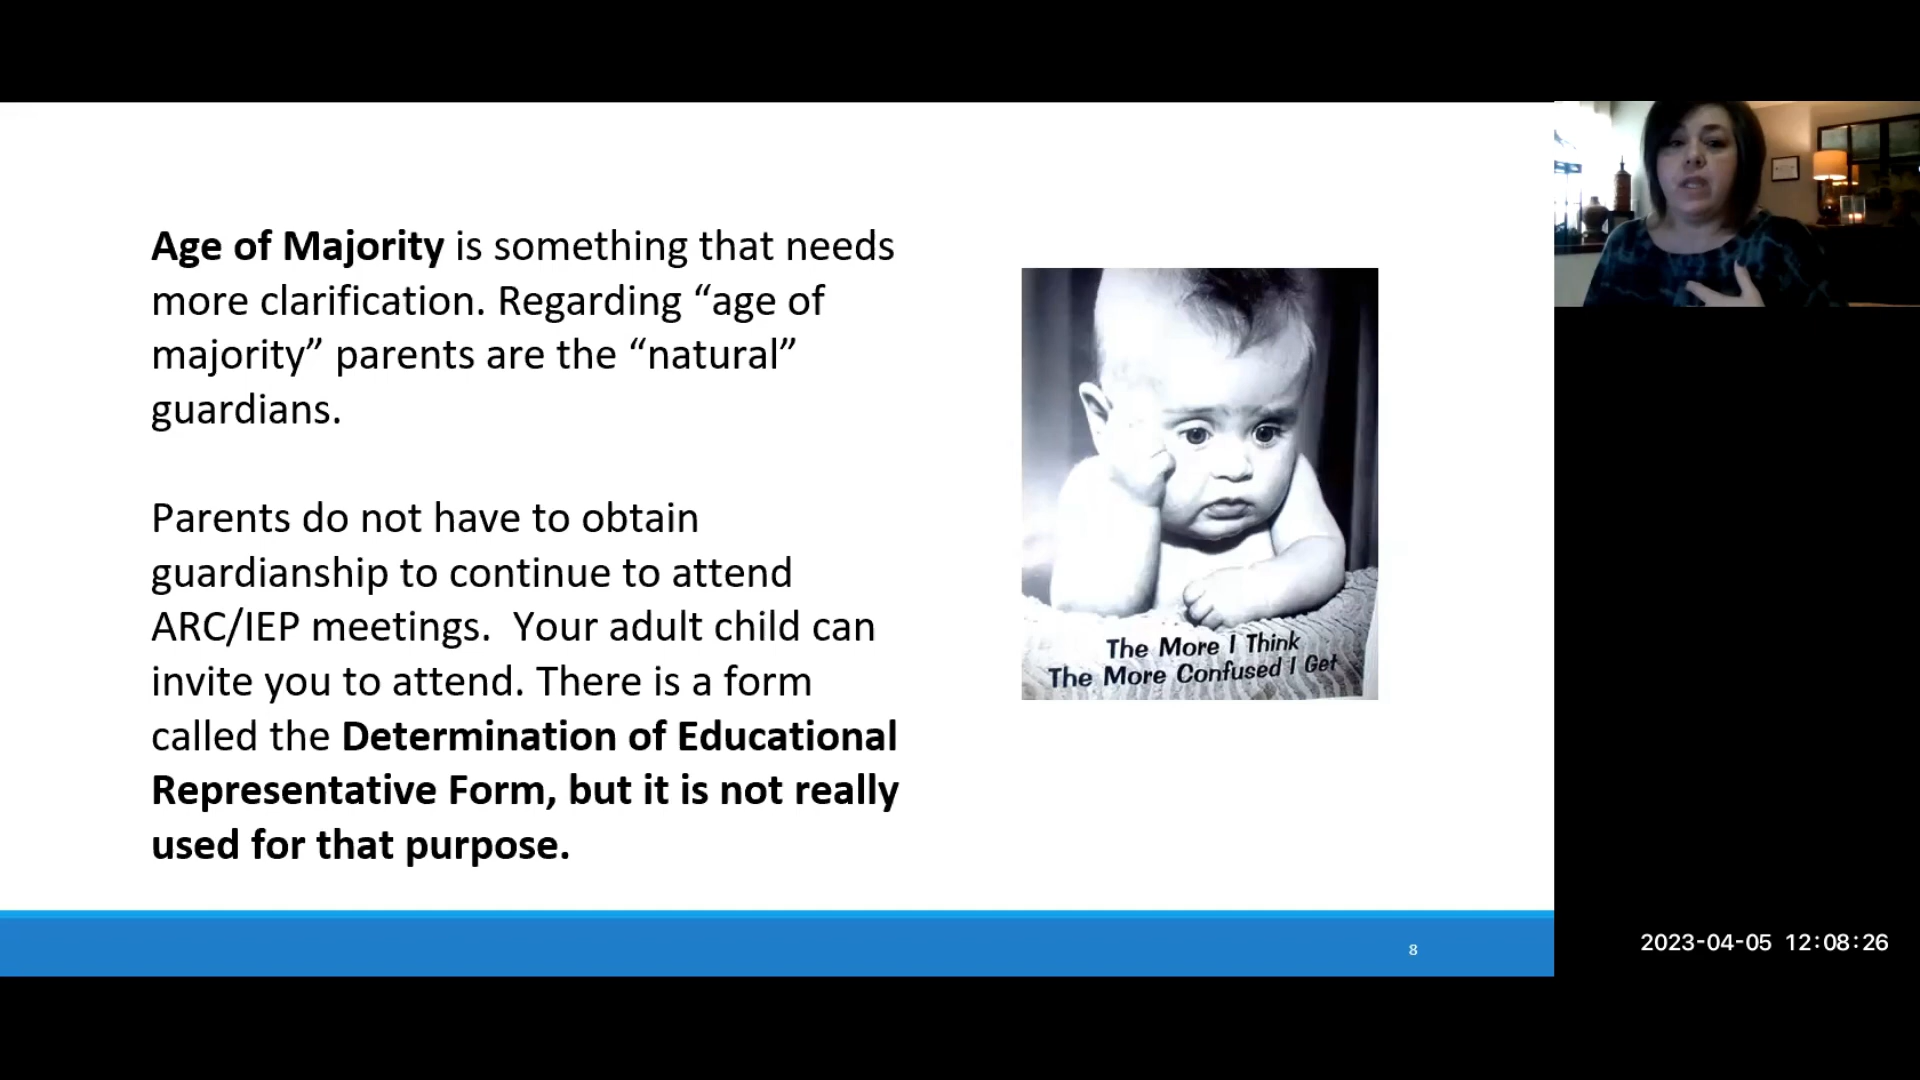 Age of Majority is something that needs
more clarification. Regarding “age of
majority” parents are the “natural”
guardians.
Parents do not have to obtain
guardianship to continue to attend
ARC/IEP meetings.  Your adult child can
invite you to attend. There is a form
called the Determination of Educational
Representative Form, but it is not really
used for that purpose.
The More I Think
The More Confused I Get
8
2023-04-05 12:08:26